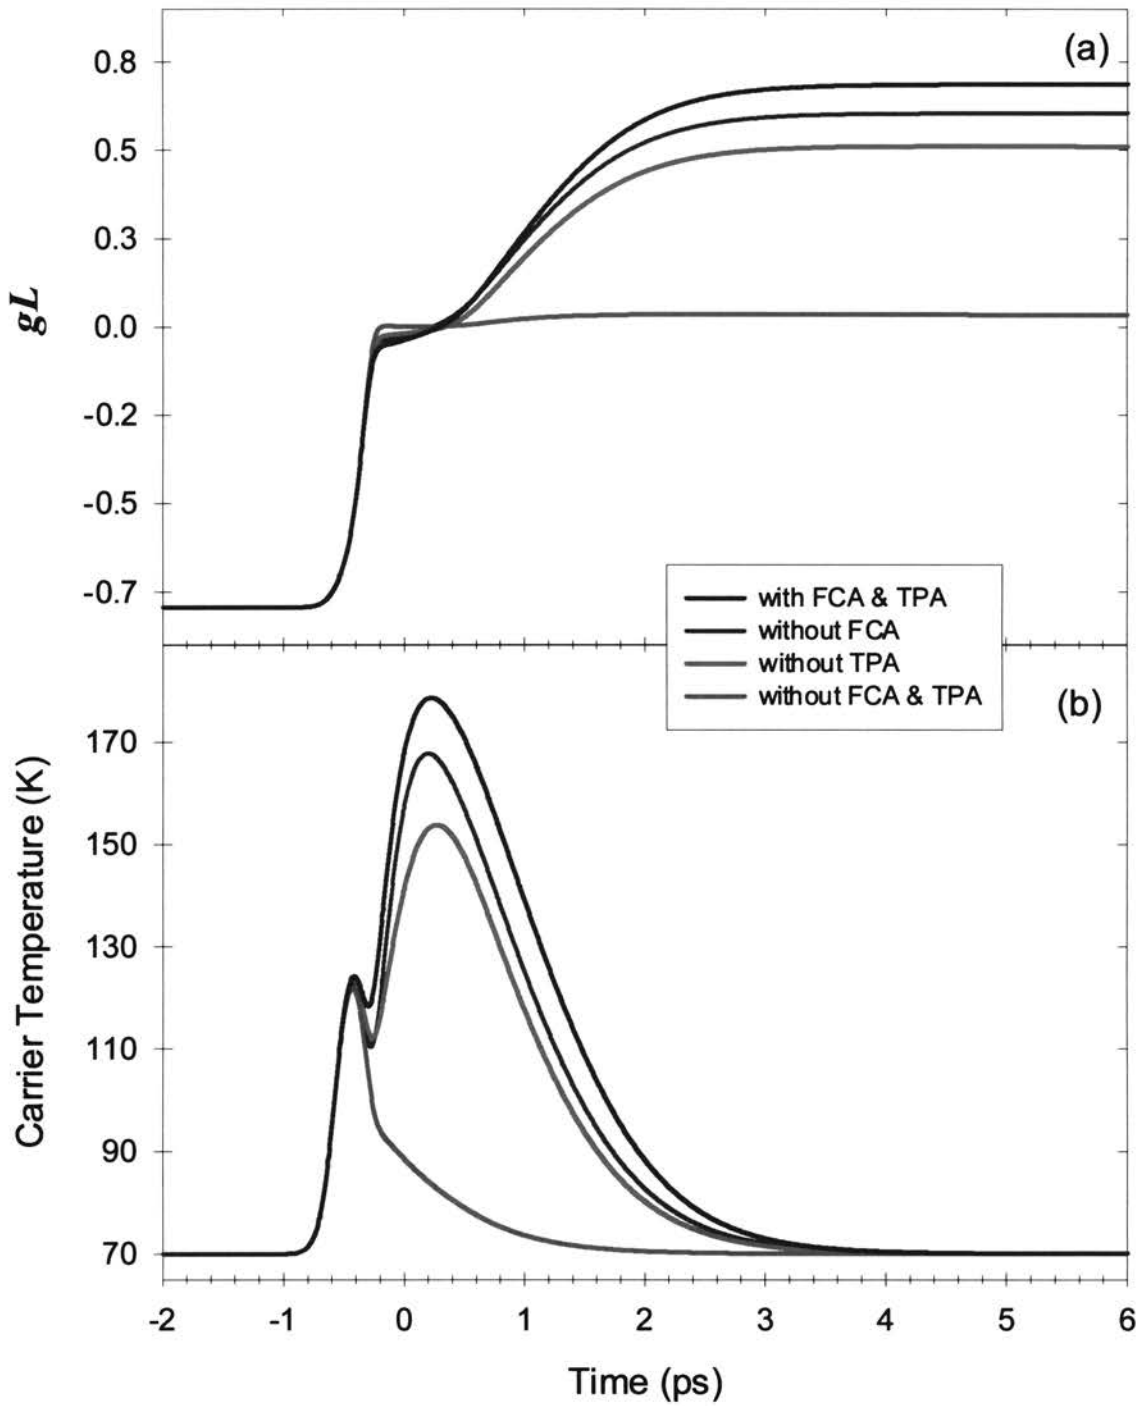 (a)
0.8
0.5
0.3
0.0
-0.2
-0.5
-0.7
gL
with FCA & TPA
without FCA
without TPA
without FCA & TPA
(b)
170
150
130
110
90
70
Carrier Temperature (K)
-2 -1 0 1 2 3 4 5 6
Time (ps)